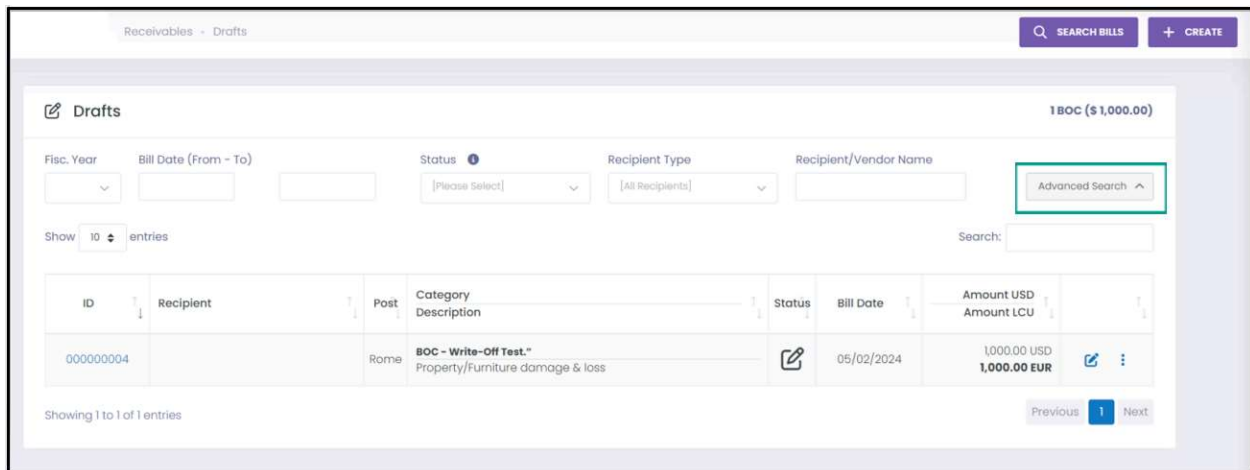 Receivables - Drafts
SEARCH BILLS
+ CREATE
Drafts
1 BOC ($ 1,000.00)
Fisc. Year
Bill Date (From - To)
Status
Recipient Type
Recipient/Vendor Name
[Please Select]
[All Recipients]
Advanced Search
Show 10 entries
Search:
ID
Recipient
Post
Category
Description
Status
Bill Date
Amount USD
Amount LCU
000000004
Rome
BOC - Write-Off Test."
Property/Furniture damage & loss
05/02/2024
1,000.00 USD
1,000.00 EUR
Showing 1 to 1 of 1 entries
Previous 1 Next